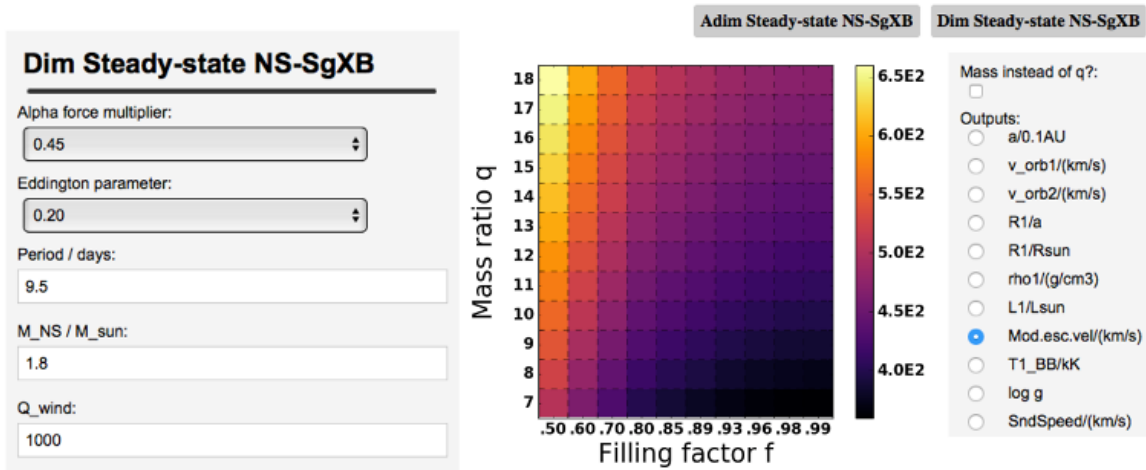 Adim Steady-state NS-SgXB
Dim Steady-state NS-SgXB
Dim Steady-state NS-SgXB
Alpha force multiplier:
0.45
Eddington parameter:
0.20
Period / days:
9.5
M_NS / M_sun:
1.8
Q_wind:
1000
Mass ratio q
18
17
16
15
14
13
12
11
10
9
8
7
.50 .60 .70 .80 .85 .89 .93 .96 .98 .99
Filling factor f
6.5E2
6.0E2
5.5E2
5.0E2
4.5E2
4.0E2
Mass instead of q?:
Outputs:
a/0.1AU
v_orb1/(km/s)
v_orb2/(km/s)
R1/a
R1/Rsun
rho1/(g/cm3)
L1/Lsun
Mod.esc.vel/(km/s)
T1_BB/kK
log g
SndSpeed/(km/s)